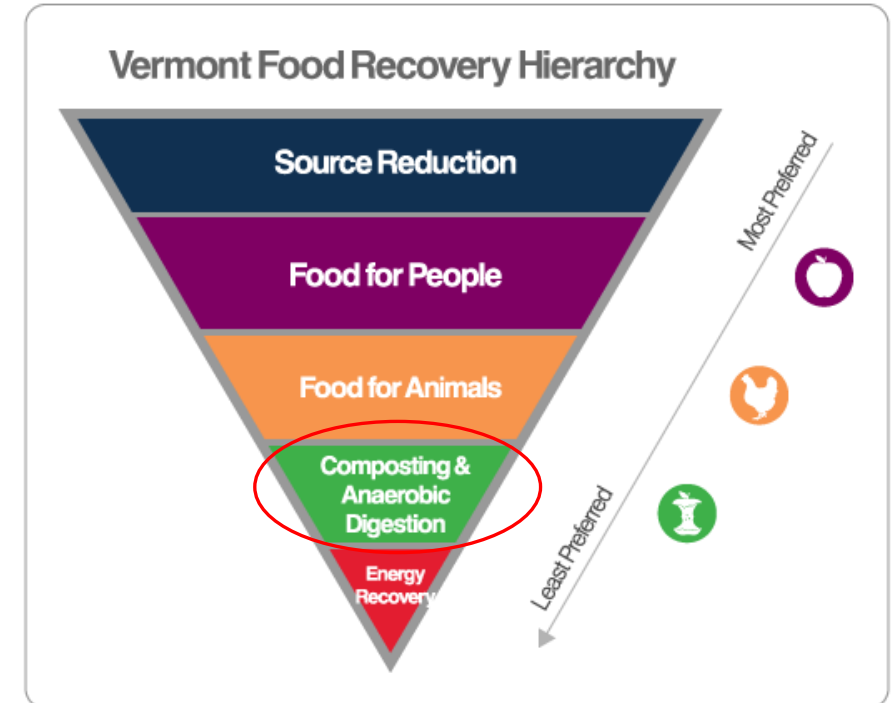 Vermont Food Recovery Hierarchy
Source Reduction
Food for People
Food for Animals
Composting &
Anaerobic
Digestion
Energy
Recovery
Most Preferred
Least Preferred